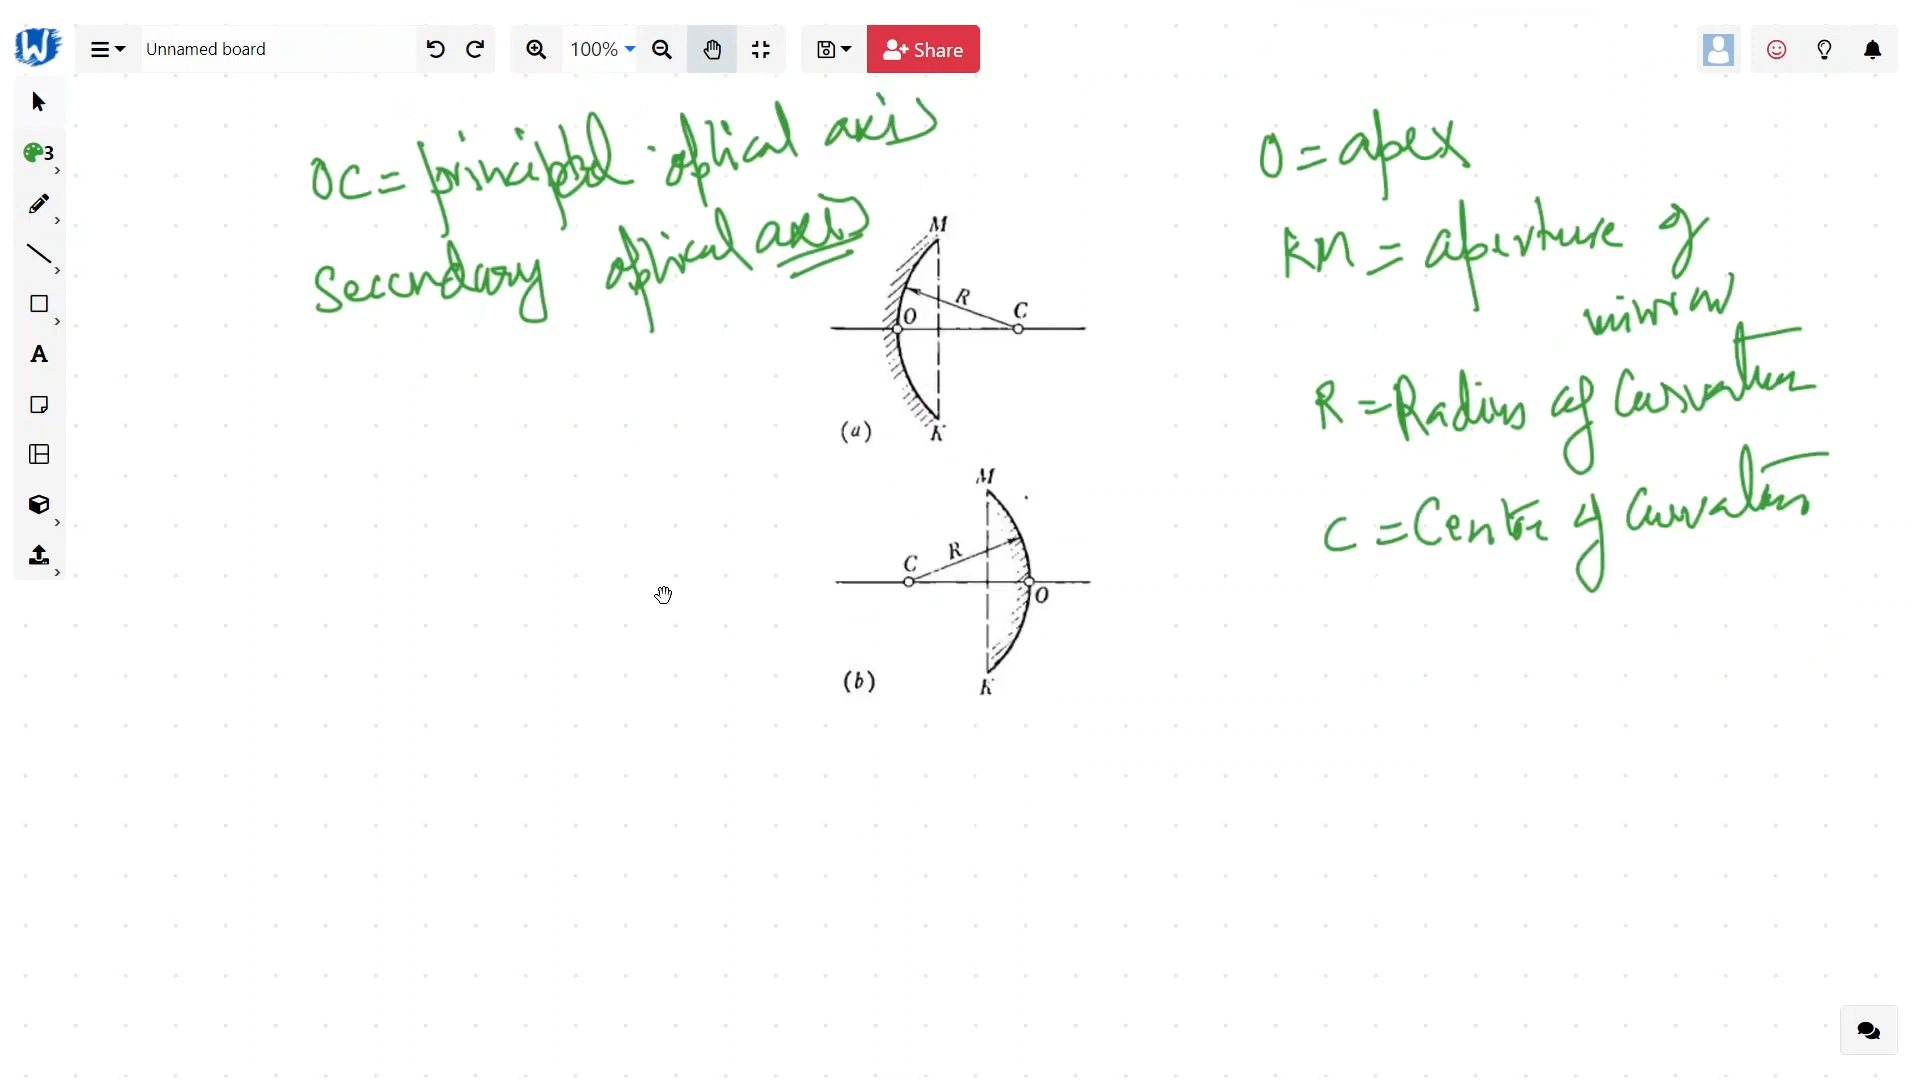 Unnamed board
100%
Share
3
A
OC = principal optical axis
Secondary optical axis
O = apex
KM = aperture of
mirror
R = Radius of Curvature
C = Centre of Curvature
M
R
C
O
(a)
K
M
C
R
O
(b)
K